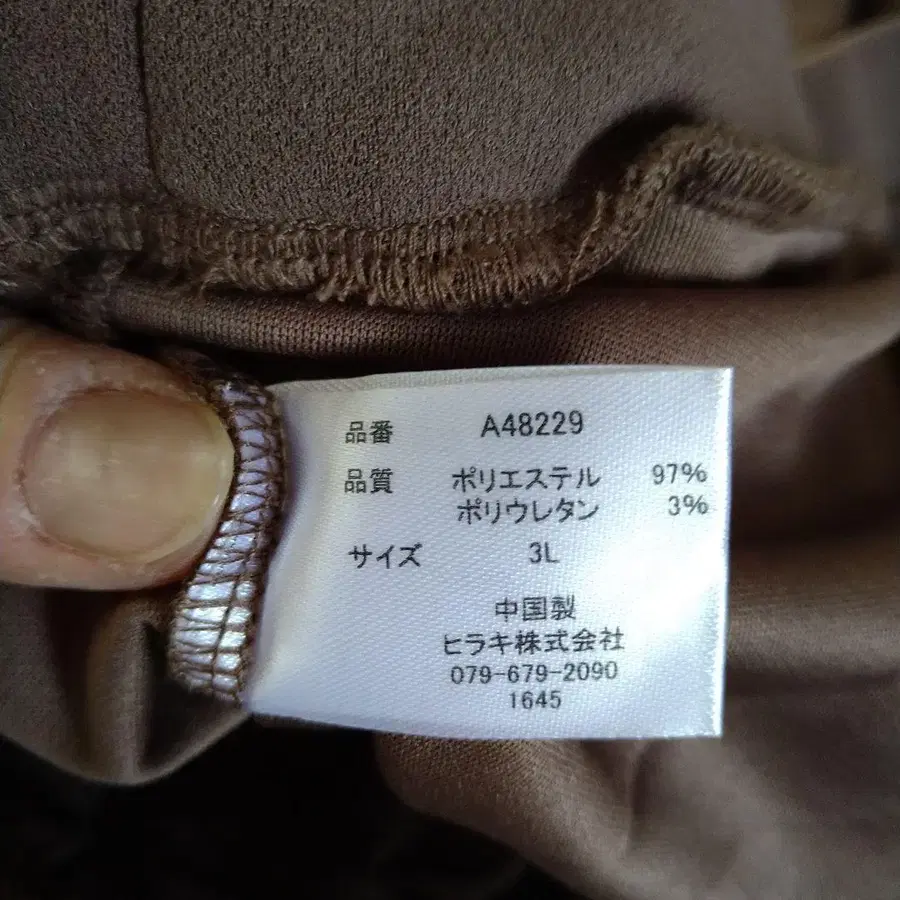 品番 A48229
品質 ポリエステル 97%
ポリウレタン 3%
サイズ 3L
中国製
ヒラキ株式会社
079-679-2090
1645